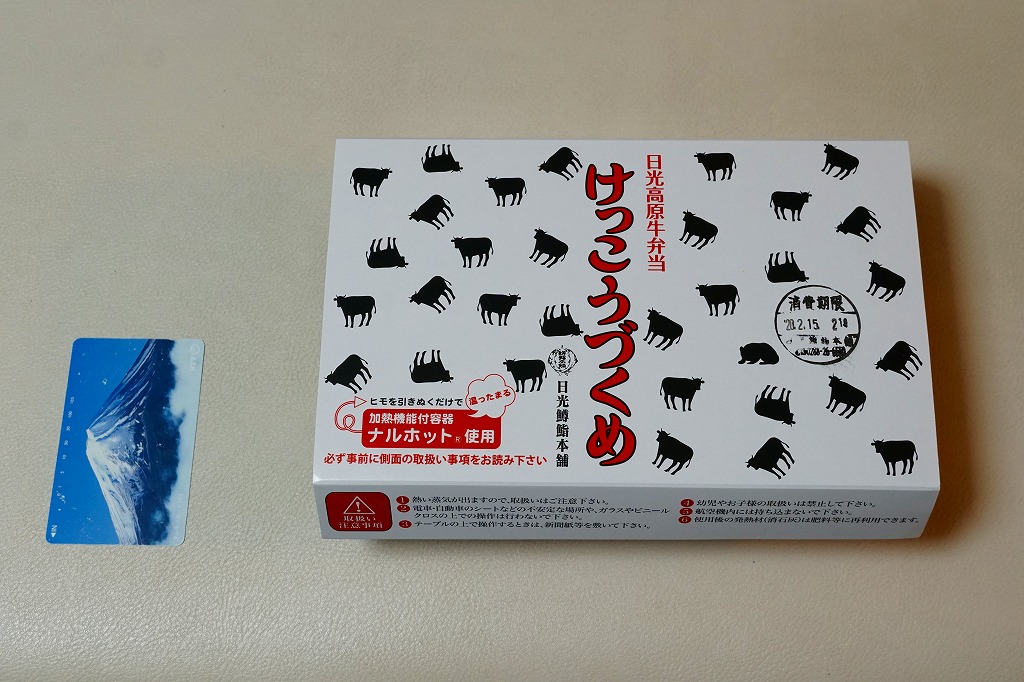 日光高原牛弁当
けっこうづくめ
日光鱒鮨本舗
消費期限
'20.2.15. 21時
ヒモを引きぬくだけで
温ったまる
加熱機能付容器
ナルホット® 使用
必ず事前に側面の取扱い事項をお読み下さい
取扱い
注意事項
1 熱い蒸気が出ますので、取扱いはご注意下さい。
2 電車・自動車のシートなどの不安定な場所や、ガラスやビニール
クロスの上での操作は行わないで下さい。
3 テーブルの上で操作するときは、新聞紙等を敷いて下さい。
4 幼児やお子様の取扱いは禁止して下さい。
5 航空機内には持ち込まないで下さい。
6 使用後の発熱材(消石灰)は肥料等に再利用できます。